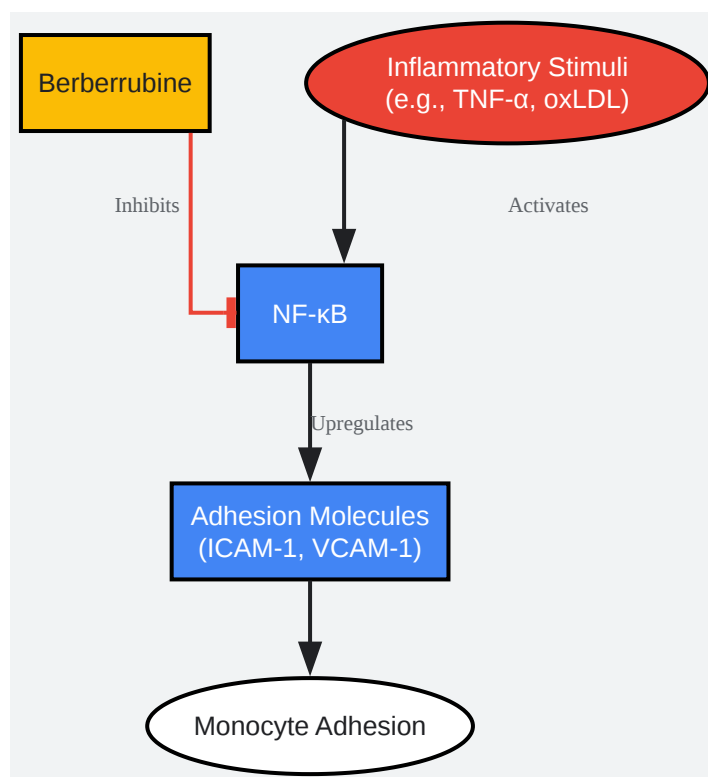 Berberrubine
Inflammatory Stimuli
(e.g., TNF-α, oxLDL)
Inhibits
Activates
NF-κB
Upregulates
Adhesion Molecules
(ICAM-1, VCAM-1)
Monocyte Adhesion